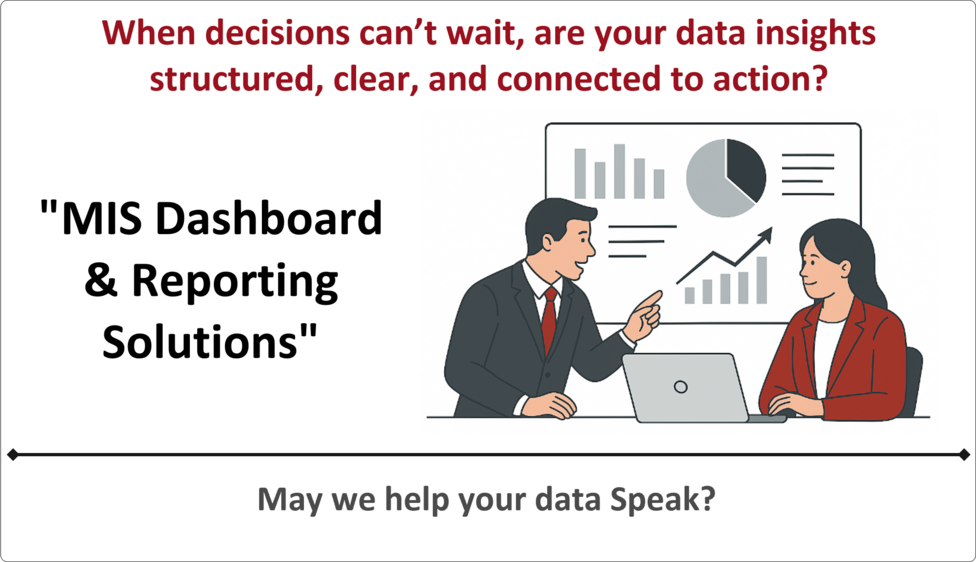 When decisions can’t wait, are your data insights
structured, clear, and connected to action?
"MIS Dashboard
& Reporting
Solutions"
May we help your data Speak?